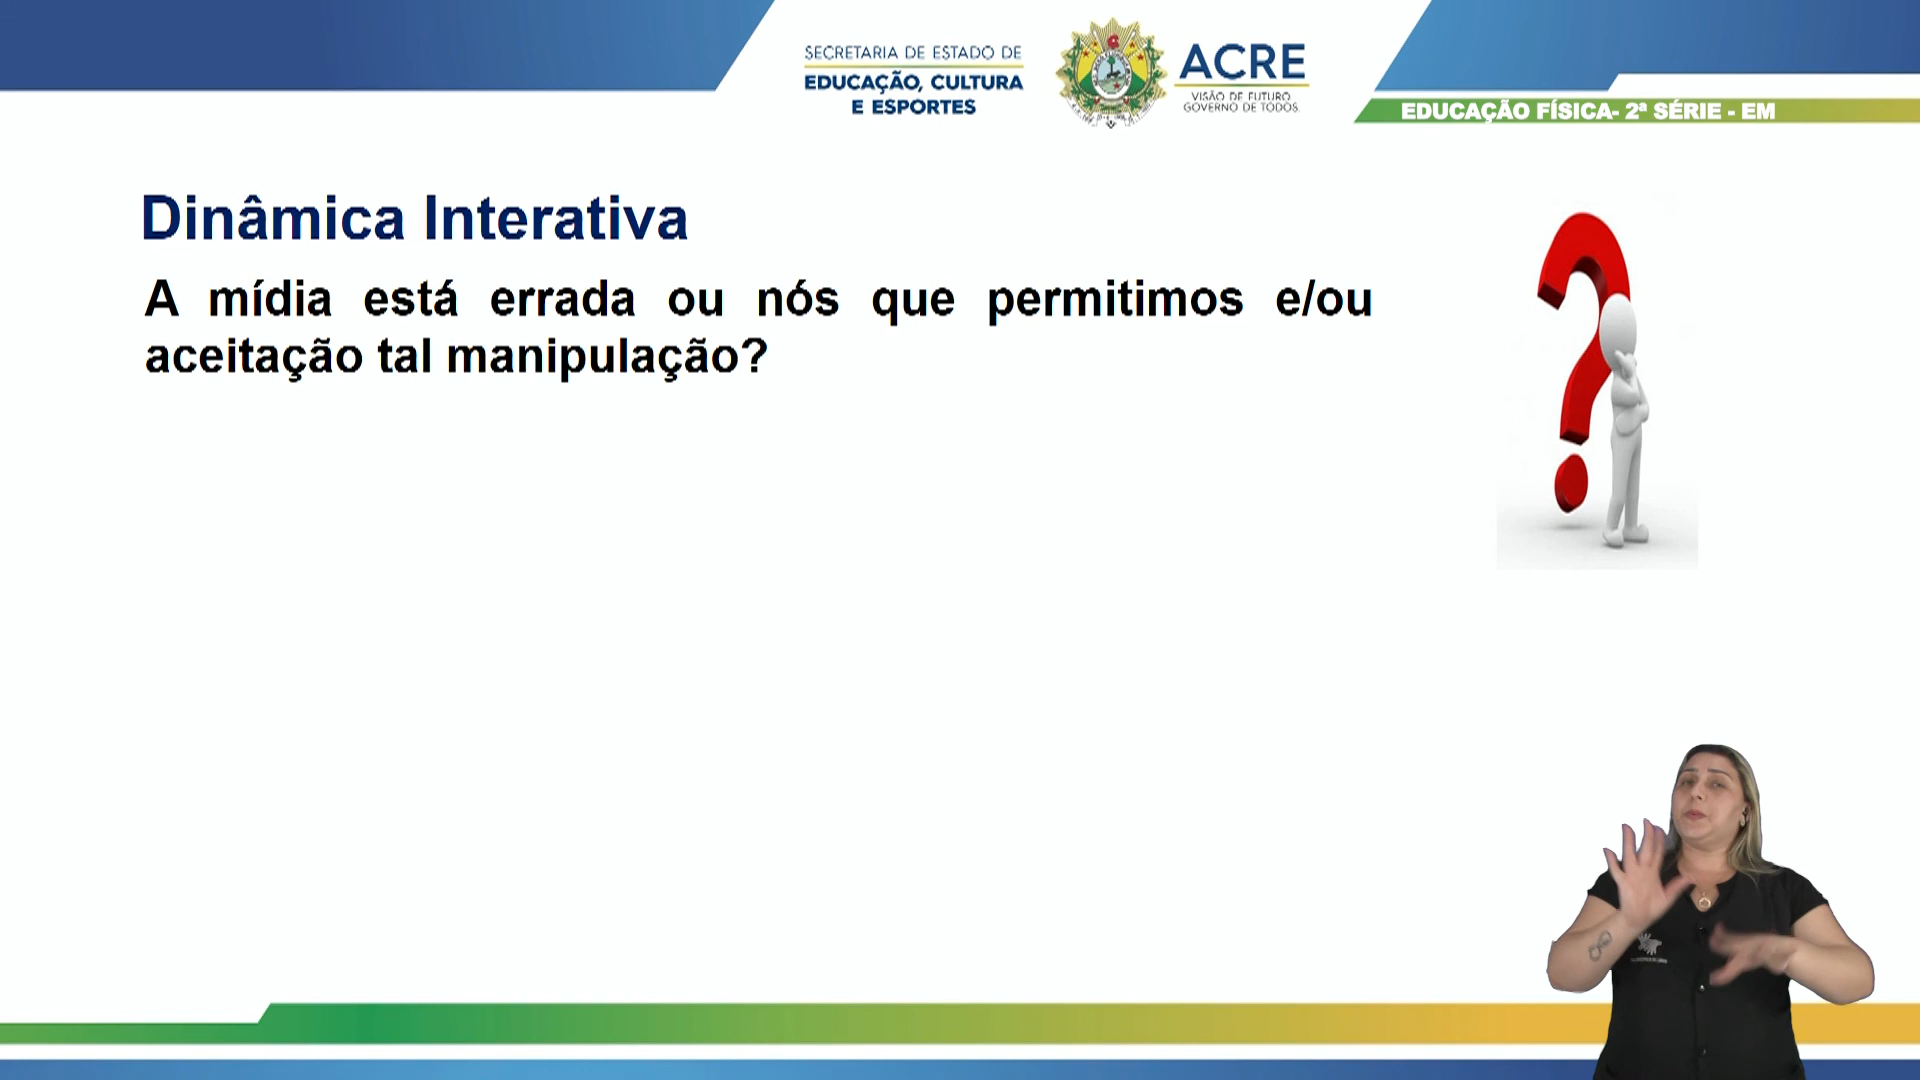 SECRETARIA DE ESTADO DE
EDUCAÇÃO, CULTURA
E ESPORTES
ACRE
VISÃO DE FUTURO
GOVERNO DE TODOS.
EDUCAÇÃO FÍSICA- 2ª SÉRIE - EM
Dinâmica Interativa
A mídia está errada ou nós que permitimos e/ou
aceitação tal manipulação?